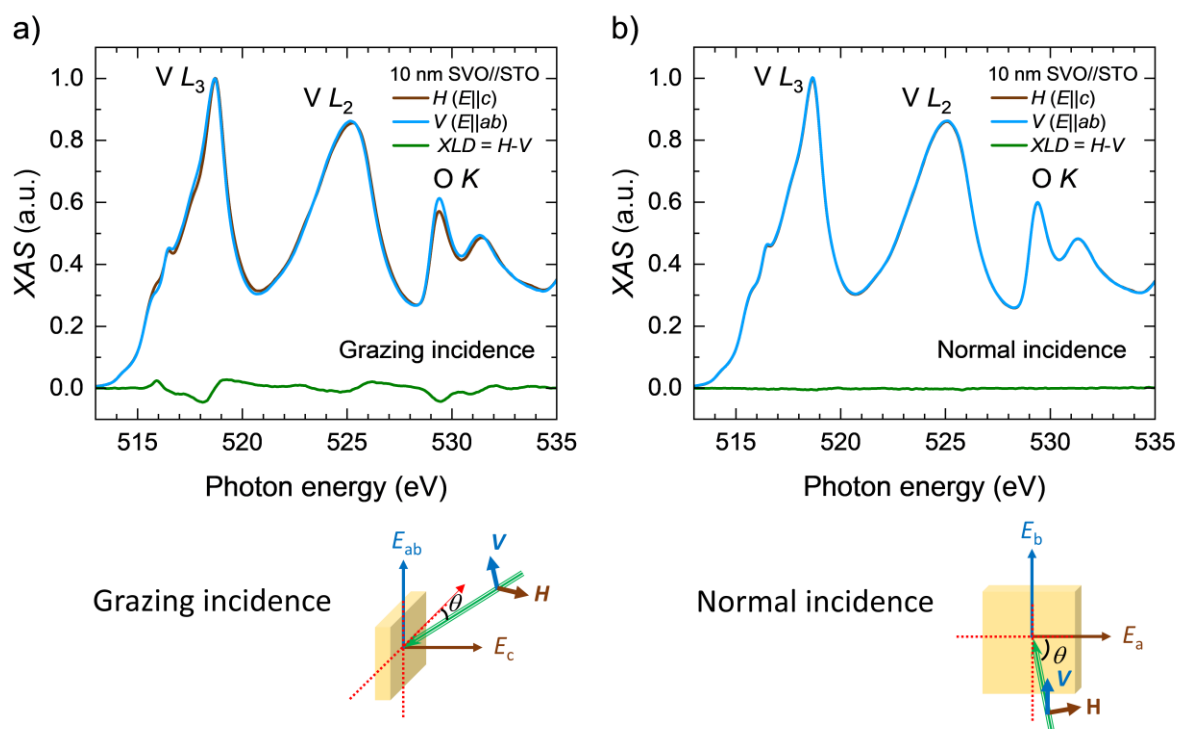 a)
V L3
V L2
10 nm SVO//STO
H (E||c)
V (E||ab)
XLD = H-V
O K
Grazing incidence
XAS (a.u.)
1.0
0.8
0.6
0.4
0.2
0.0
515 520 525 530 535
Photon energy (eV)
b)
V L3
V L2
10 nm SVO//STO
H (E||c)
V (E||ab)
XLD = H-V
O K
Normal incidence
XAS (a.u.)
1.0
0.8
0.6
0.4
0.2
0.0
515 520 525 530 535
Photon energy (eV)
Grazing incidence
Eab
V
H
θ
Ec
Normal incidence
Eb
Ea
θ
V
H